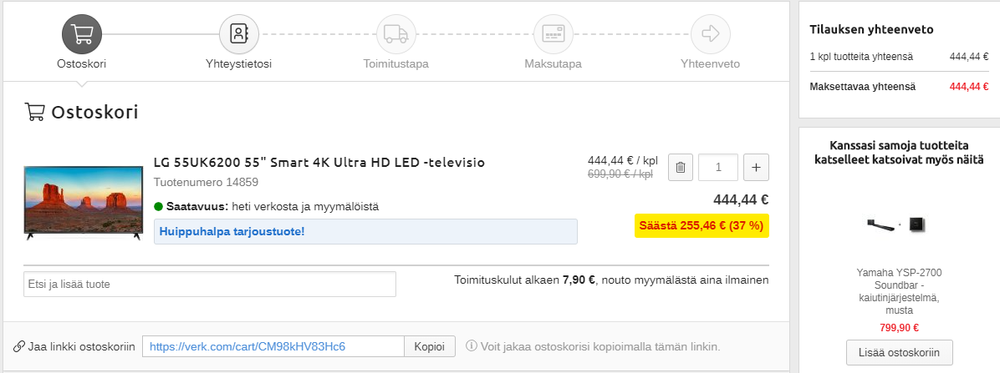 Ostoskori
Yhteystietosi
Toimitustapa
Maksutapa
Yhteenveto
Ostoskori
LG 55UK6200 55" Smart 4K Ultra HD LED -televisio
Tuotenumero 14859
Saatavuus: heti verkosta ja myymälöistä
Huippuhalpa tarjoustuote!
444,44 € / kpl
699,90 € / kpl
1
+
444,44 €
Säästä 255,46 € (37 %)
Etsi ja lisää tuote
Toimituskulut alkaen 7,90 €, nouto myymälästä aina ilmainen
Jaa linkki ostoskoriin
https://verk.com/cart/CM98kHV83Hc6
Kopioi
Voit jakaa ostoskorisi kopioimalla tämän linkin.
Tilauksen yhteenveto
1 kpl tuotteita yhteensä 444,44 €
Maksettavaa yhteensä 444,44 €
Kanssasi samoja tuotteita
katselleet katsoivat myös näitä
Yamaha YSP-2700
Soundbar -
kaiutinjärjestelmä,
musta
799,90 €
Lisää ostoskoriin